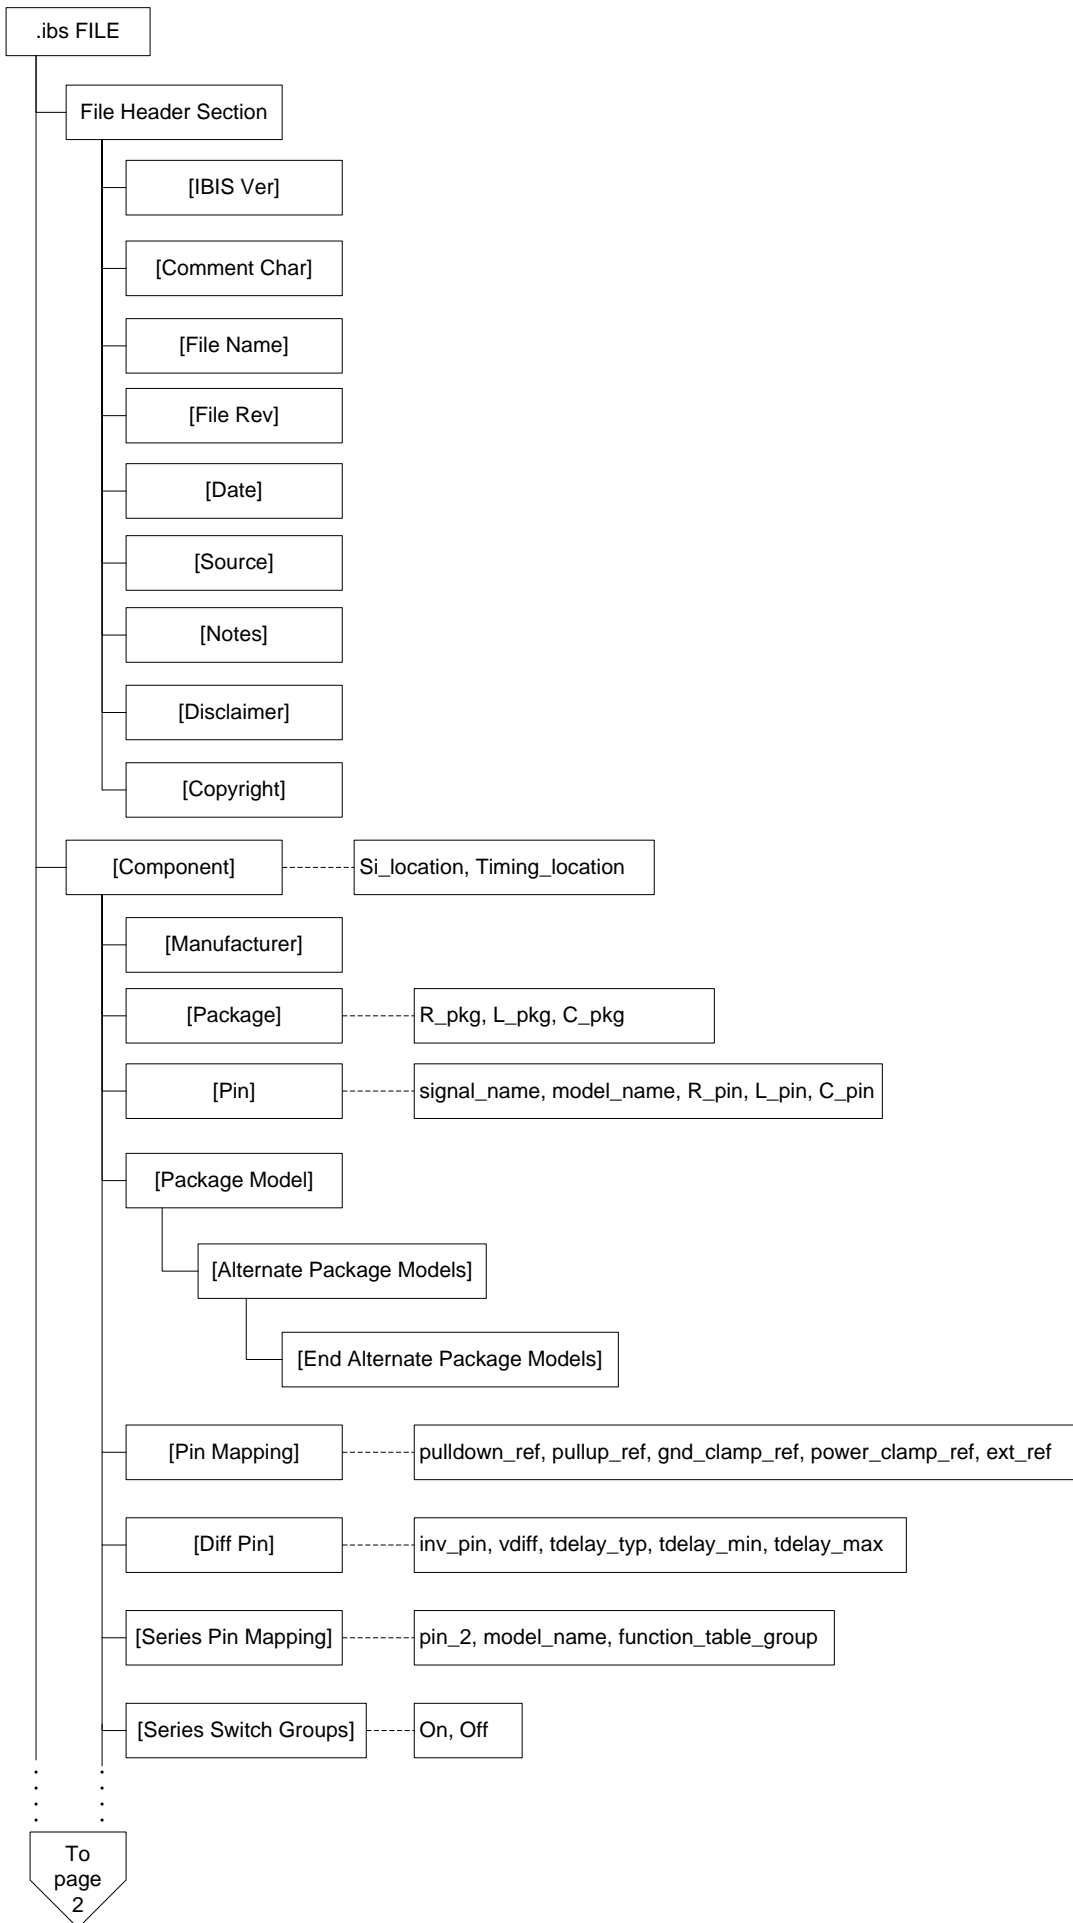 .ibs FILE
File Header Section
[IBIS Ver]
[Comment Char]
[File Name]
[File Rev]
[Date]
[Source]
[Notes]
[Disclaimer]
[Copyright]
[Component]
Si_location, Timing_location
[Manufacturer]
[Package]
R_pkg, L_pkg, C_pkg
[Pin]
signal_name, model_name, R_pin, L_pin, C_pin
[Package Model]
[Alternate Package Models]
[End Alternate Package Models]
[Pin Mapping]
pulldown_ref, pullup_ref, gnd_clamp_ref, power_clamp_ref, ext_ref
[Diff Pin]
inv_pin, vdiff, tdelay_typ, tdelay_min, tdelay_max
[Series Pin Mapping]
pin_2, model_name, function_table_group
[Series Switch Groups]
On, Off
To
page
2